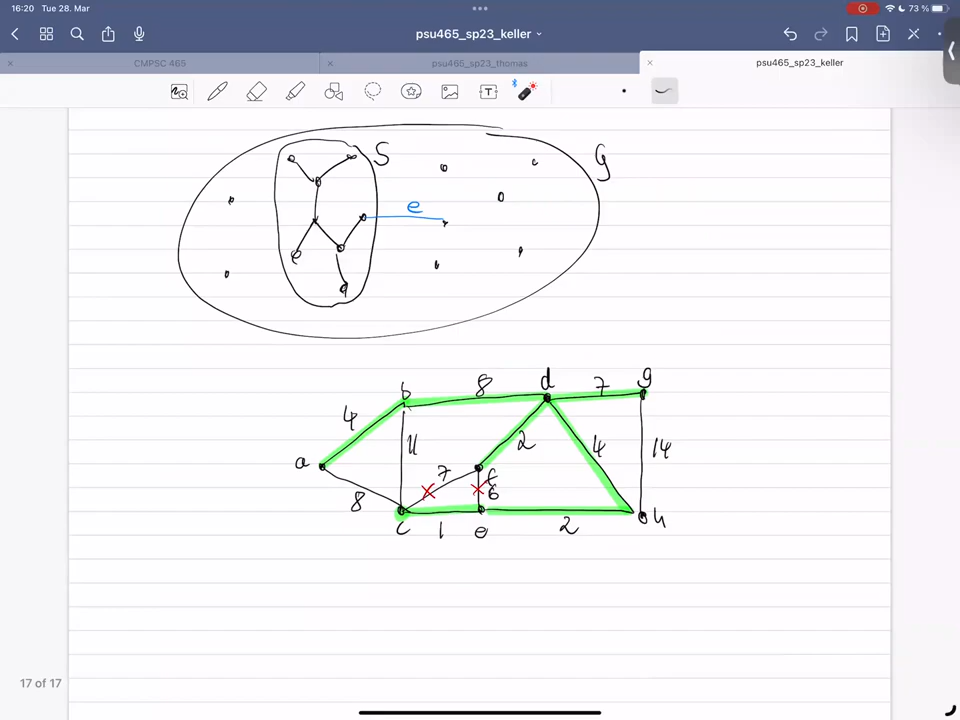 16:20 Tue 28. Mar
73 %
psu465_sp23_keller
CMPSC 465
psu465_sp23_thomas
psu465_sp23_keller
S
G
e
b
8
d
7
g
4
11
2
4
14
a
7
f
6
8
c
1
e
2
h
17 of 17